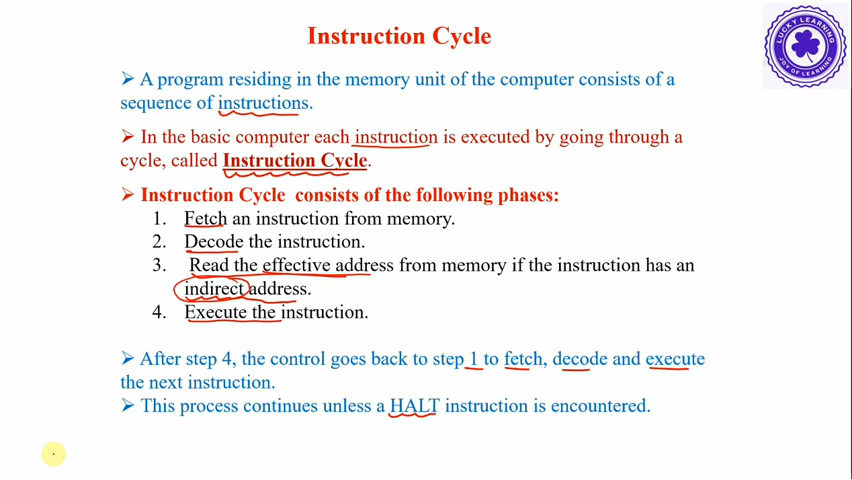 Instruction Cycle
LUCKY LEARNING
JOY OF LEARNING
➢ A program residing in the memory unit of the computer consists of a
sequence of instructions.
➢ In the basic computer each instruction is executed by going through a
cycle, called Instruction Cycle.
➢ Instruction Cycle consists of the following phases:
1. Fetch an instruction from memory.
2. Decode the instruction.
3. Read the effective address from memory if the instruction has an
indirect address.
4. Execute the instruction.
➢ After step 4, the control goes back to step 1 to fetch, decode and execute
the next instruction.
➢ This process continues unless a HALT instruction is encountered.